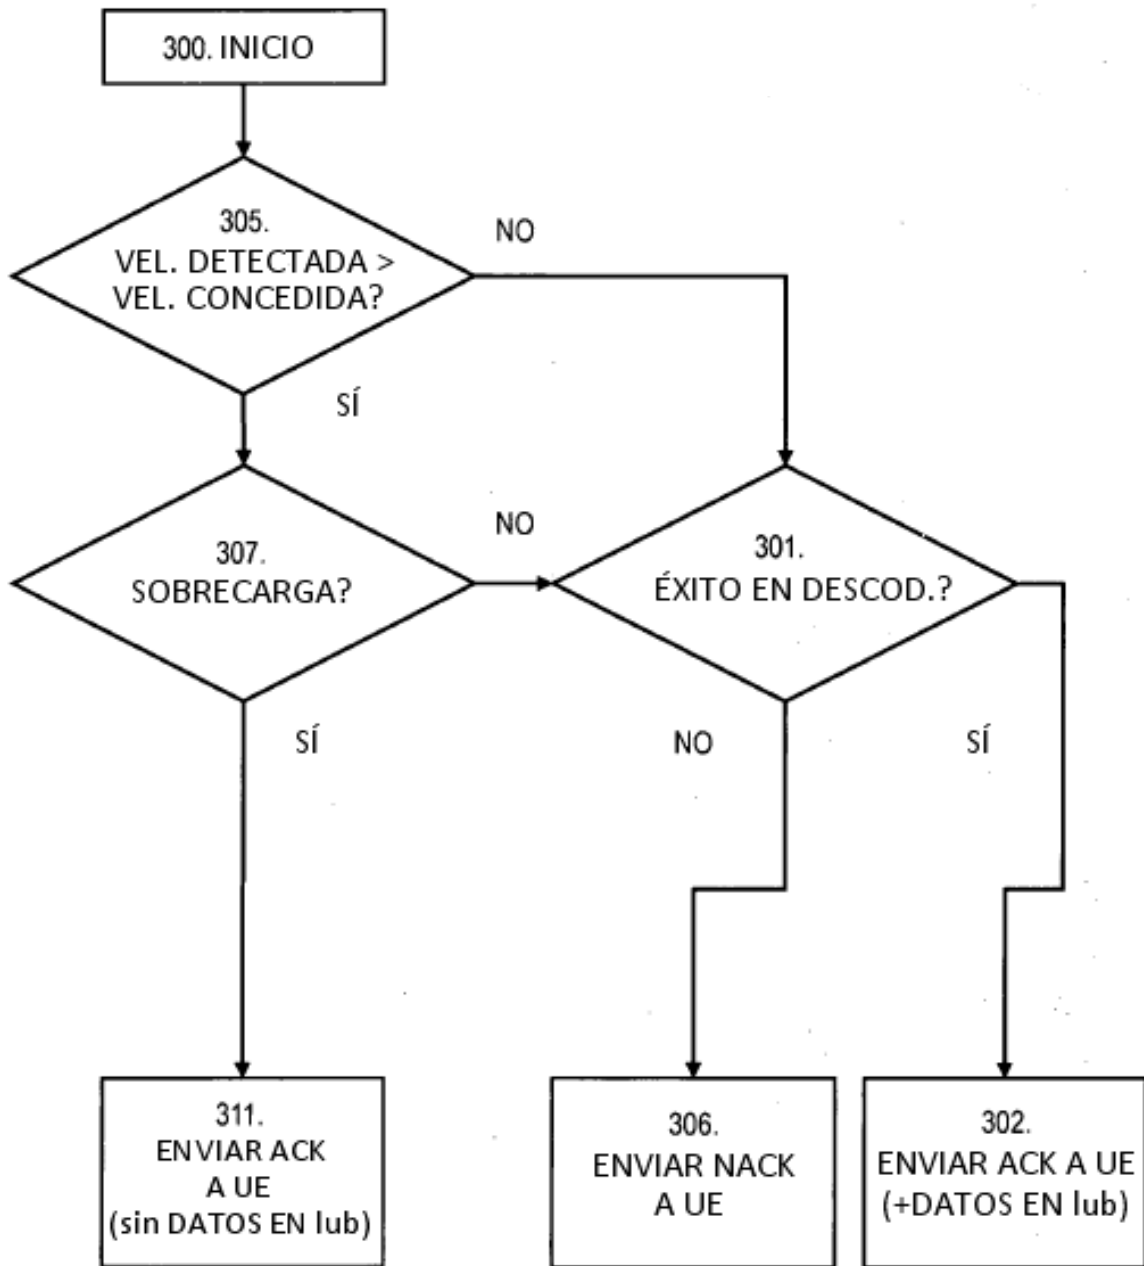 300. INICIO
305.
VEL. DETECTADA >
VEL. CONCEDIDA?
NO
SÍ
307.
SOBRECARGA?
NO
301.
ÉXITO EN DESCOD.?
SÍ
NO
SÍ
311.
ENVIAR ACK
A UE
(sin DATOS EN lub)
306.
ENVIAR NACK
A UE
302.
ENVIAR ACK A UE
(+DATOS EN lub)